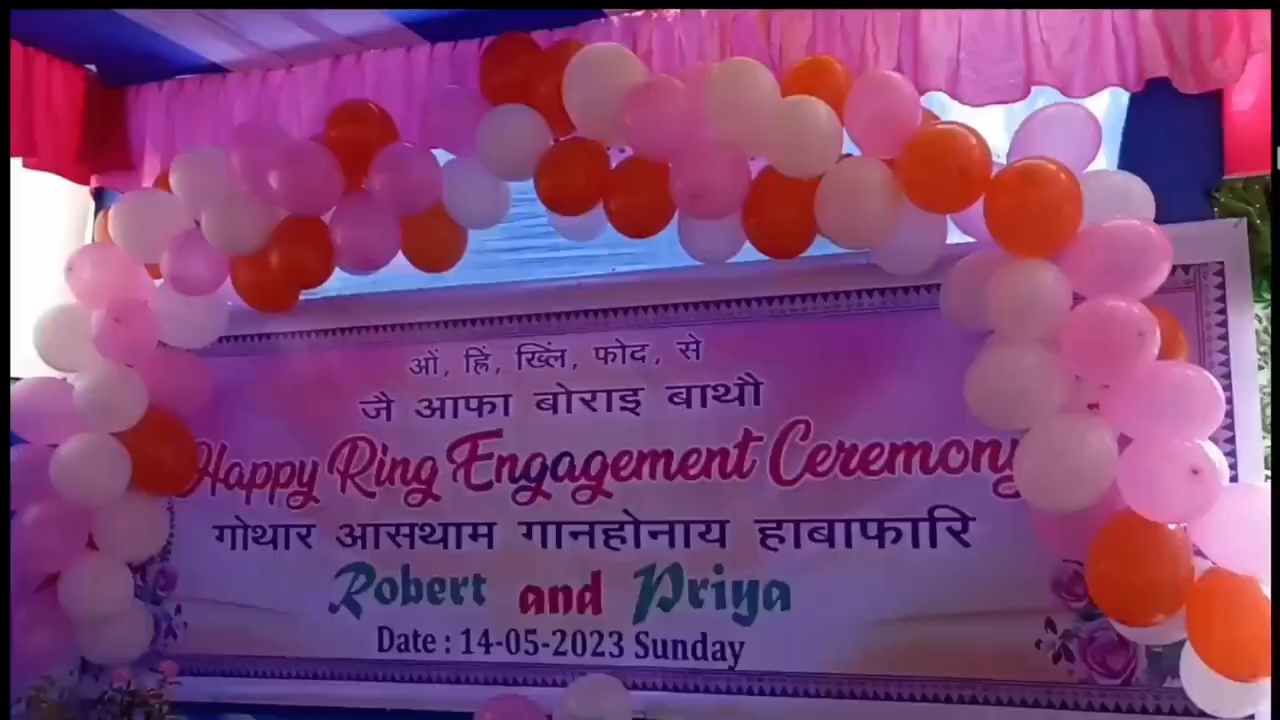 ओं, ह्रिं, ख्लिं, फोद, से
जै आफा बोराइ बाथौ
Happy Ring Engagement Ceremony
गोथार आसथाम गानहोनाय हाबाफारि
Robert and Priya
Date : 14-05-2023 Sunday